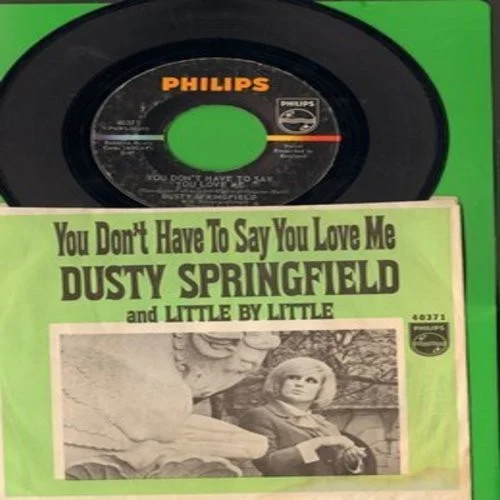 PHILIPS
PHILIPS
40371
YOU DON'T HAVE TO SAY
YOU LOVE ME
DUSTY SPRINGFIELD
You Don't Have To Say You Love Me
DUSTY SPRINGFIELD
and LITTLE BY LITTLE
40371
PHILIPS